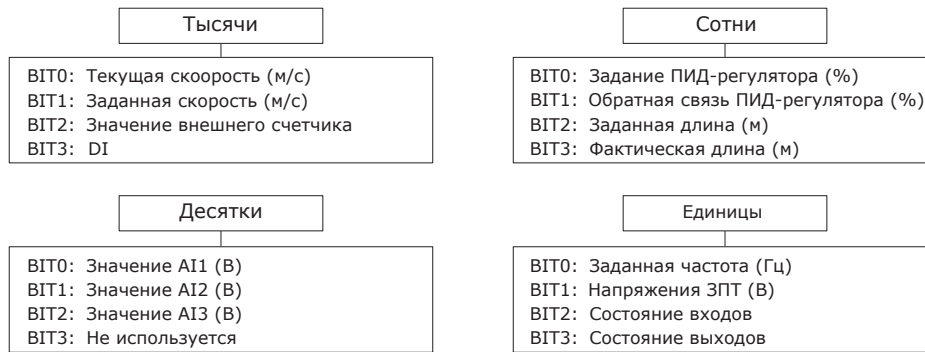 Тысячи
BIT0: Текущая скоорость (м/с)
BIT1: Заданная скорость (м/с)
BIT2: Значение внешнего счетчика
BIT3: DI
Сотни
BIT0: Задание ПИД-регулятора (%)
BIT1: Обратная связь ПИД-регулятора (%)
BIT2: Заданная длина (м)
BIT3: Фактическая длина (м)
Десятки
BIT0: Значение AI1 (В)
BIT1: Значение AI2 (В)
BIT2: Значение AI3 (В)
BIT3: Не используется
Единицы
BIT0: Заданная частота (Гц)
BIT1: Напряжения ЗПТ (В)
BIT2: Состояние входов
BIT3: Состояние выходов